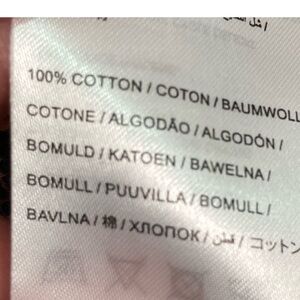 100% COTTON / COTON / BAUMWOLL
COTONE / ALGODÃO / ALGODÓN /
BOMULD / KATOEN / BAWELNA /
BOMULL / PUUVILLA / BOMULL /
BAVLNA / 棉 / ХЛОПОК / قطن / コットン